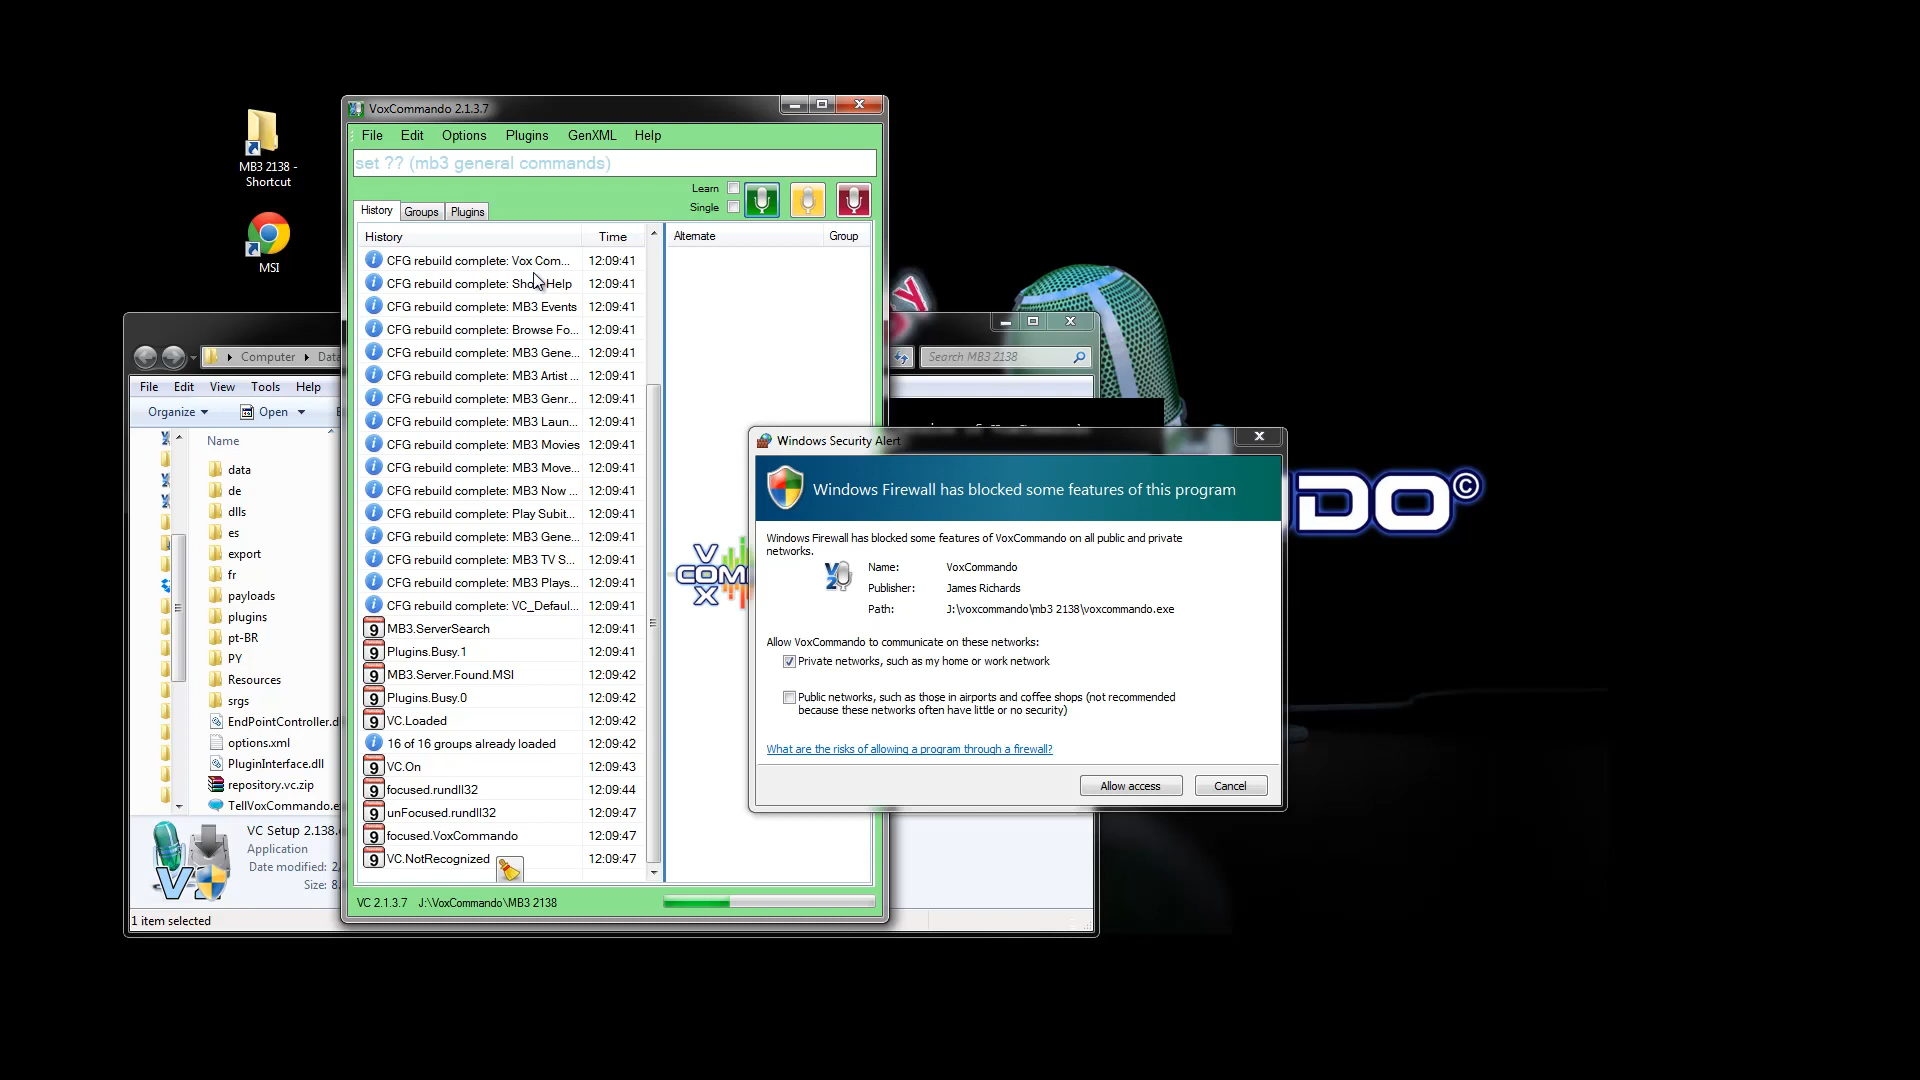 MB3 2138 -
Shortcut
MSI
VoxCommando 2.1.3.7
File Edit Options Plugins GenXML Help
set ?? (mb3 general commands)
Learn
Single
History Groups Plugins
History Time
Alternate Group
CFG rebuild complete: Vox Com... 12:09:41
CFG rebuild complete: Sho Help 12:09:41
CFG rebuild complete: MB3 Events 12:09:41
CFG rebuild complete: Browse Fo... 12:09:41
CFG rebuild complete: MB3 Gene... 12:09:41
CFG rebuild complete: MB3 Artist ... 12:09:41
CFG rebuild complete: MB3 Genr... 12:09:41
CFG rebuild complete: MB3 Laun... 12:09:41
CFG rebuild complete: MB3 Movies 12:09:41
CFG rebuild complete: MB3 Move... 12:09:41
CFG rebuild complete: MB3 Now ... 12:09:41
CFG rebuild complete: Play Subit... 12:09:41
CFG rebuild complete: MB3 Gene... 12:09:41
CFG rebuild complete: MB3 TV S... 12:09:41
CFG rebuild complete: MB3 Plays... 12:09:41
CFG rebuild complete: VC_Defaul... 12:09:41
9 MB3.ServerSearch 12:09:41
9 Plugins.Busy.1 12:09:41
9 MB3.Server.Found.MSI 12:09:42
9 Plugins.Busy.0 12:09:42
9 VC.Loaded 12:09:42
16 of 16 groups already loaded 12:09:42
9 VC.On 12:09:43
9 focused.rundll32 12:09:44
9 unFocused.rundll32 12:09:47
9 focused.VoxCommando 12:09:47
9 VC.NotRecognized 12:09:47
VC 2.1.3.7 J:\VoxCommando\MB3 2138
Computer Data
Search MB3 2138
File Edit View Tools Help
Organize Open
Name
data
de
dlls
es
export
fr
payloads
plugins
pt-BR
PY
Resources
srgs
EndPointController.d
options.xml
PluginInterface.dll
repository.vc.zip
TellVoxCommando.e
VC Setup 2.138.
Application
Date modified: 2/
Size: 8.
1 item selected
VOX
COM
DO©
Windows Security Alert
Windows Firewall has blocked some features of this program
Windows Firewall has blocked some features of VoxCommando on all public and private
networks.
Name: VoxCommando
Publisher: James Richards
Path: J:\voxcommando\mb3 2138\voxcommando.exe
Allow VoxCommando to communicate on these networks:
Private networks, such as my home or work network
Public networks, such as those in airports and coffee shops (not recommended
because these networks often have little or no security)
What are the risks of allowing a program through a firewall?
Allow access Cancel